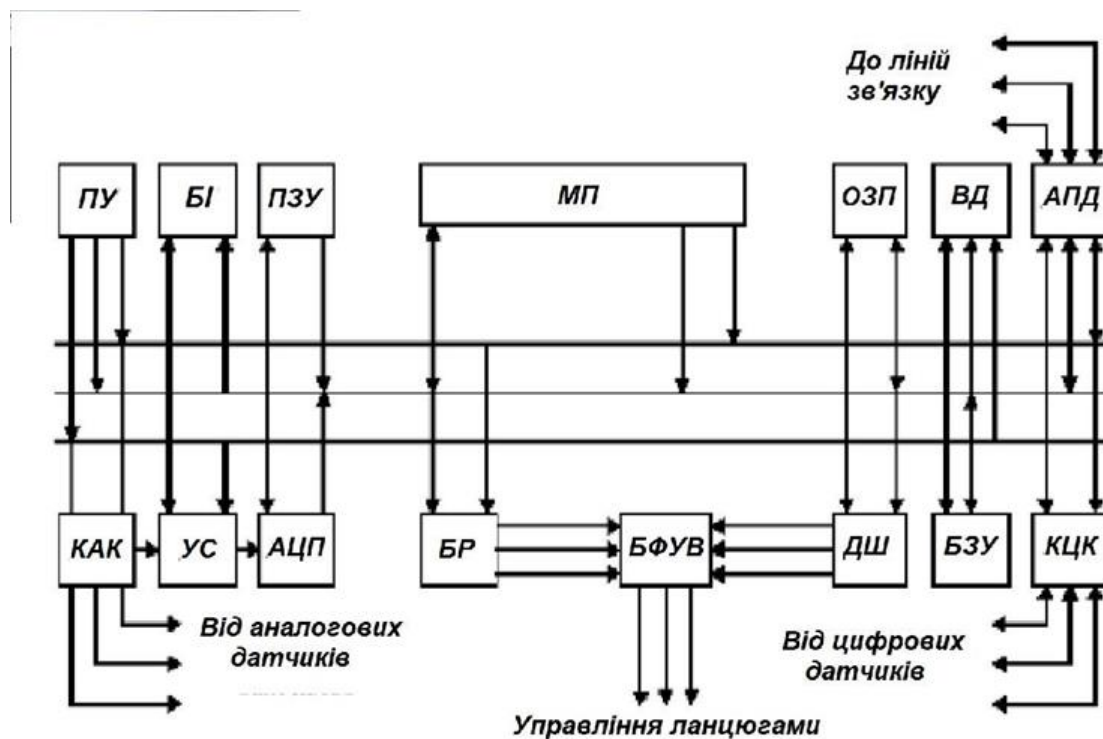 До ліній
зв'язку
ПУ БІ ПЗУ МП ОЗП ВД АПД
КАК УС АЦП БР БФУВ ДШ БЗУ КЦК
Від аналогових
датчиків
Від цифрових
датчиків
Управління ланцюгами